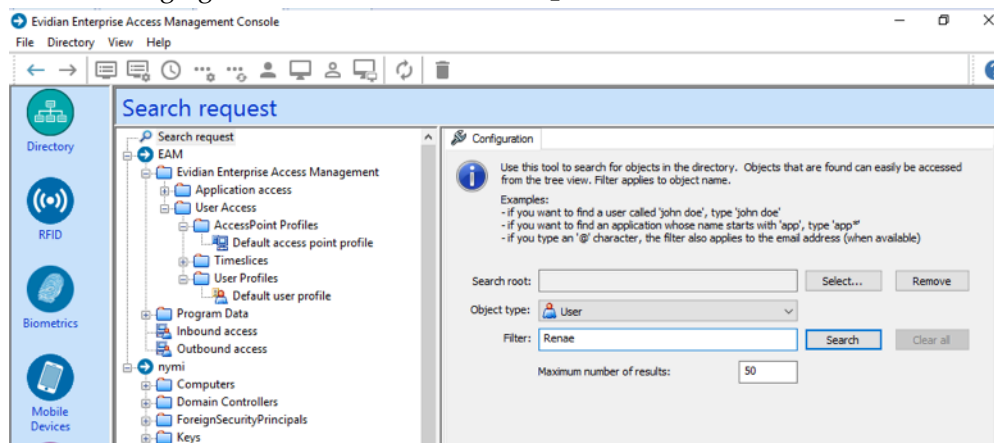 Evidian Enterprise Access Management Console
File Directory View Help
Search request
Directory
RFID
Biometrics
Mobile
Devices
Search request
EAM
Evidian Enterprise Access Management
Application access
User Access
AccessPoint Profiles
Default access point profile
Timeslices
User Profiles
Default user profile
Program Data
Inbound access
Outbound access
nymi
Computers
Domain Controllers
ForeignSecurityPrincipals
Keys
Configuration
Use this tool to search for objects in the directory. Objects that are found can easily be accessed
from the tree view. Filter applies to object name.
Examples:
- if you want to find a user called 'john doe', type 'john doe'
- if you want to find an application whose name starts with 'app', type 'app*'
- if you type an '@' character, the filter also applies to the email address (when available)
Search root: Select... Remove
Object type: User
Filter: Renae Search Clear all
Maximum number of results: 50